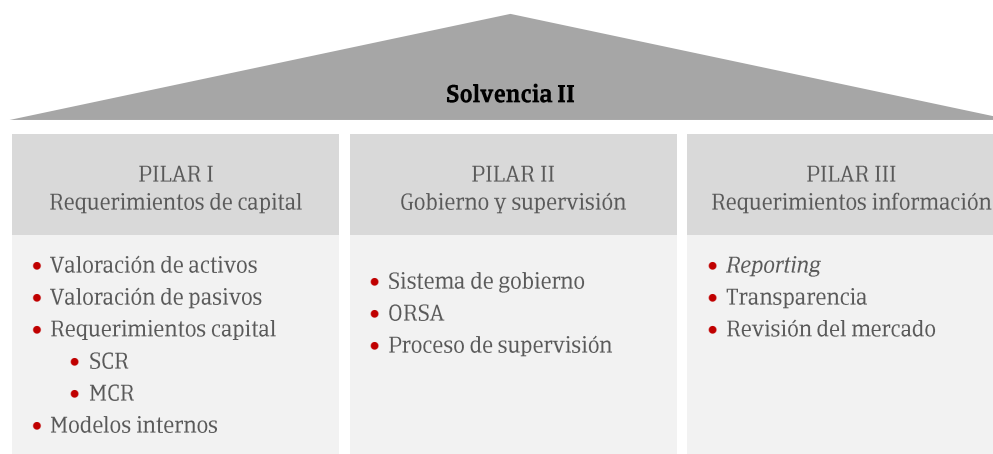 Solvencia II
PILAR I
Requerimientos de capital
• Valoración de activos
• Valoración de pasivos
• Requerimientos capital
• SCR
• MCR
• Modelos internos
PILAR II
Gobierno y supervisión
• Sistema de gobierno
• ORSA
• Proceso de supervisión
PILAR III
Requerimientos información
• Reporting
• Transparencia
• Revisión del mercado